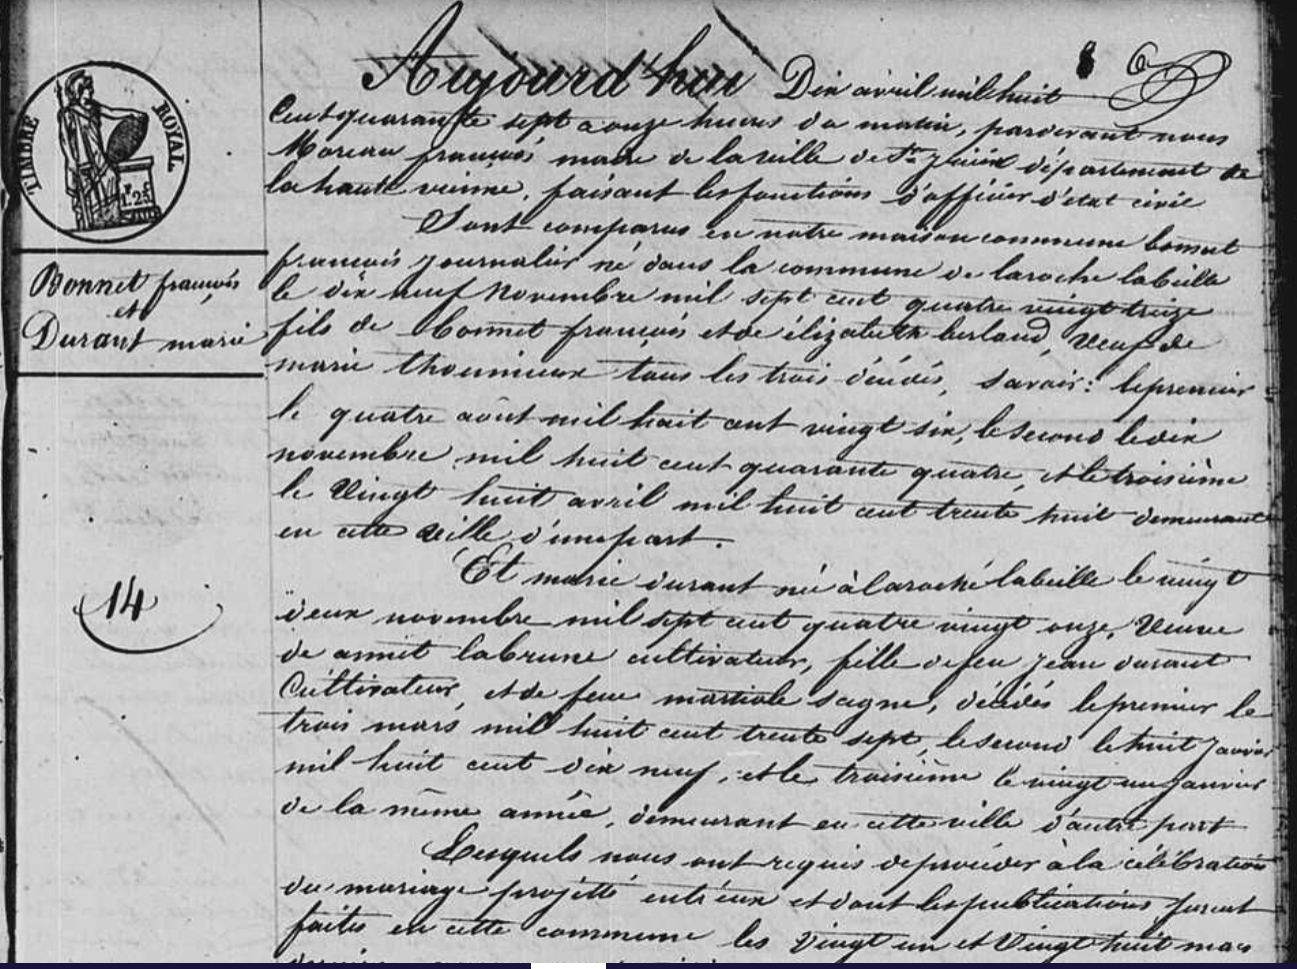 Aujourd'hui Dix avril mil huit
Cent quarante sept a onze heures du matin, pardevant nous
Moreau françois maire de la ville de St Junien département de
la haute vienne, faisant les fonctions d'officier d'état civil
Sont comparus en notre maison commune bonnet
françois journalier né dans la commune de laroche labeille
le dix neuf Novembre mil sept cent quatre vingt treize
fils de bonnet françois et de élizabeth berland, veuf de
marie thoumieux tous les trois décédés, savoir: le premier
le quatre août mil huit cent vingt six, le second le dix
novembre mil huit cent quarante quatre, et le troisième
le Vingt huit avril mil huit cent trente huit demeurant
en cette ville d'une part.
Et marie durant née à laroche labeille le vingt
deux novembre mil sept cent quatre vingt onze, Veuve
de annet labrune cultivateur, fille de feu jean durant
Cultivateur, et de feue martiale sagne, décédés le premier le
trois mars mil huit cent trente sept, le second le huit janvier
mil huit cent dix neuf, et le troisième le vingt un janvier
de la même année, demeurant en cette ville d'autre part
Lesquels nous ont requis de procéder à la célébration
du mariage projetté entr'eux et dont les publications furent
faites en cette commune les Vingt un et Vingt huit mars
TIMBRE ROYAL
1F.25
Bonnet françois
et
Durant marie
14